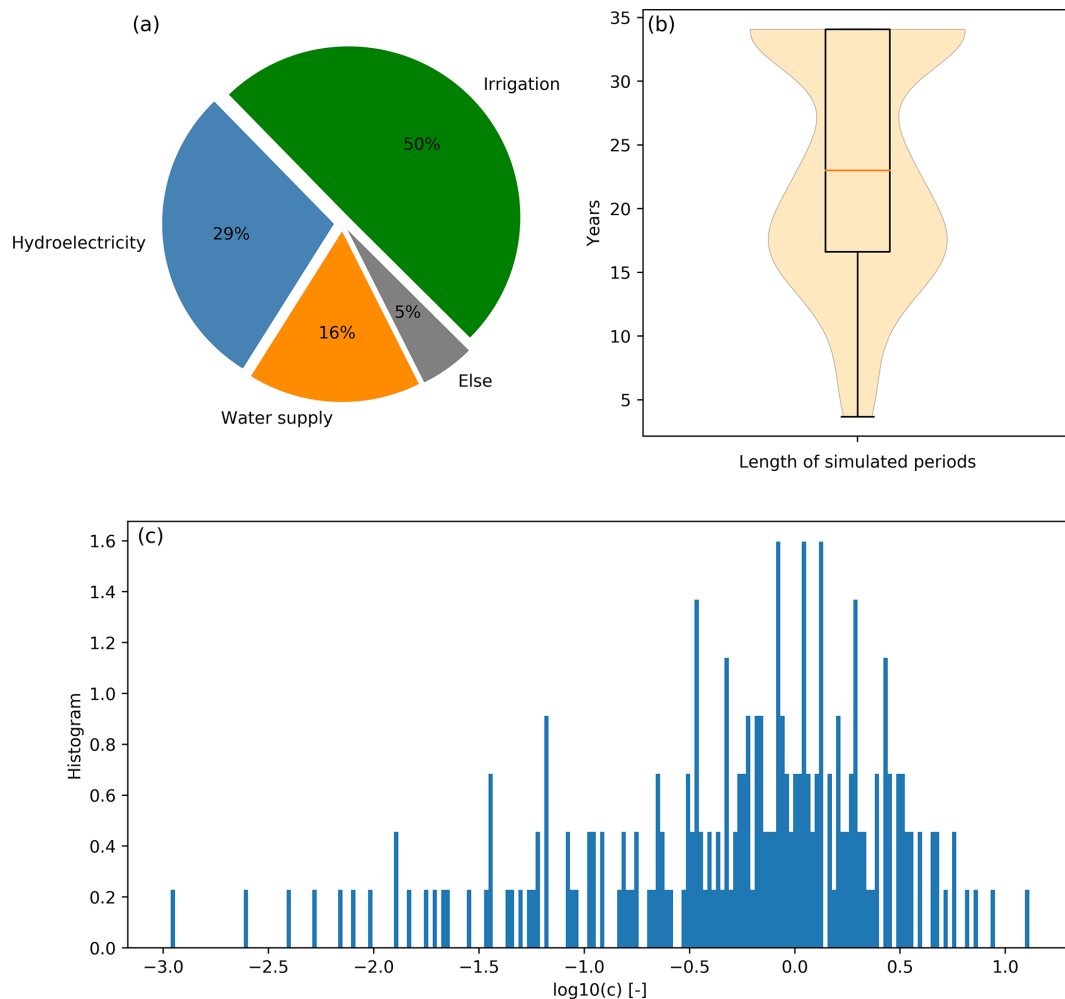 (a)
Irrigation
50%
Hydroelectricity
29%
16%
5%
Else
Water supply
(b)
35
30
25
20
15
10
5
Years
Length of simulated periods
(c)
1.6
1.4
1.2
1.0
0.8
0.6
0.4
0.2
0.0
Histogram
−3.0 −2.5 −2.0 −1.5 −1.0 −0.5 0.0 0.5 1.0
log10(c) [-]